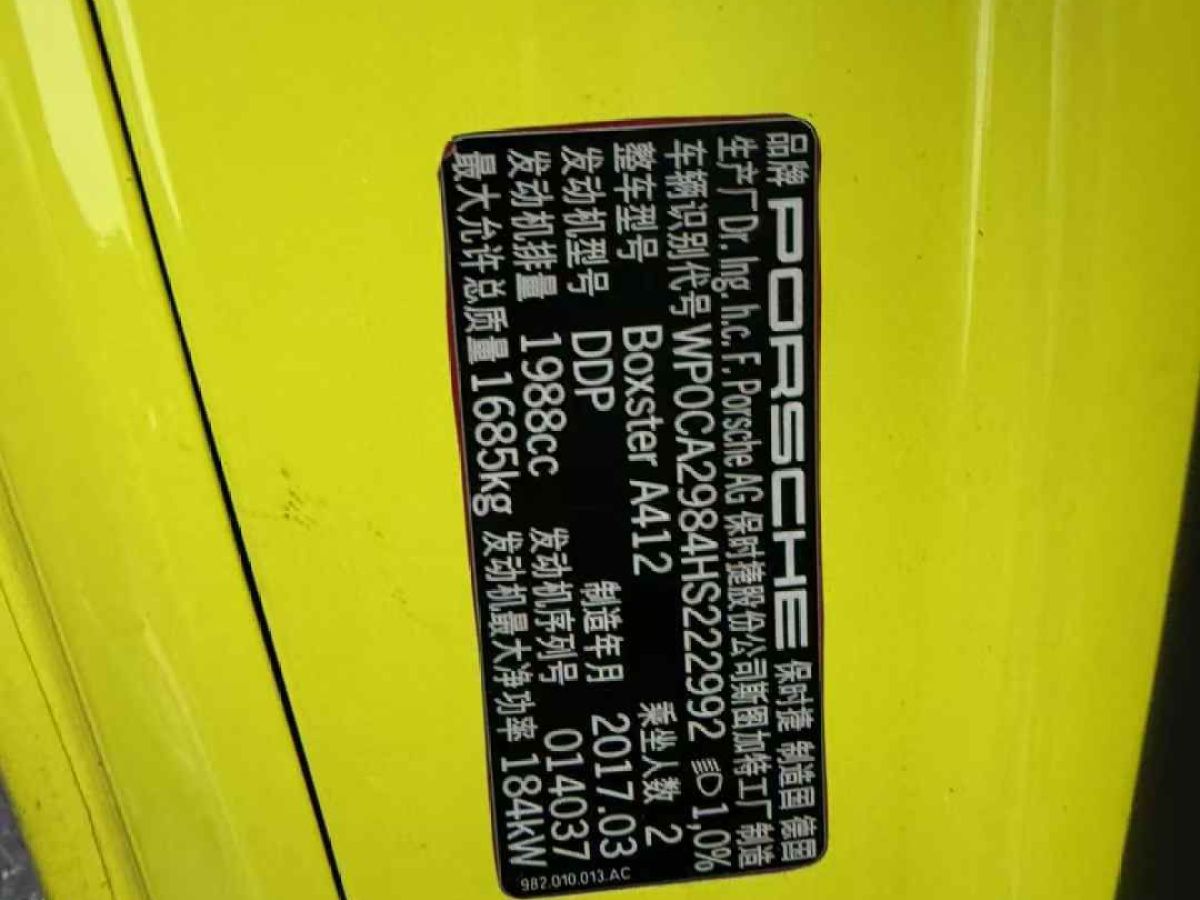 品牌 PORSCHE 保时捷 制造国 德国
生产厂 Dr. Ing. h.c. F. Porsche AG 保时捷股份公司斯图加特工厂 制造
车辆识别代号 WP0CA2984HS222992 1,0%
整车型号 Boxster A412 乘坐人数 2
发动机型号 DDP 制造年月 2017.03
发动机排量 1988cc 发动机序列号 014037
最大允许总质量 1685kg 发动机最大净功率 184kW
982.010.013.AC